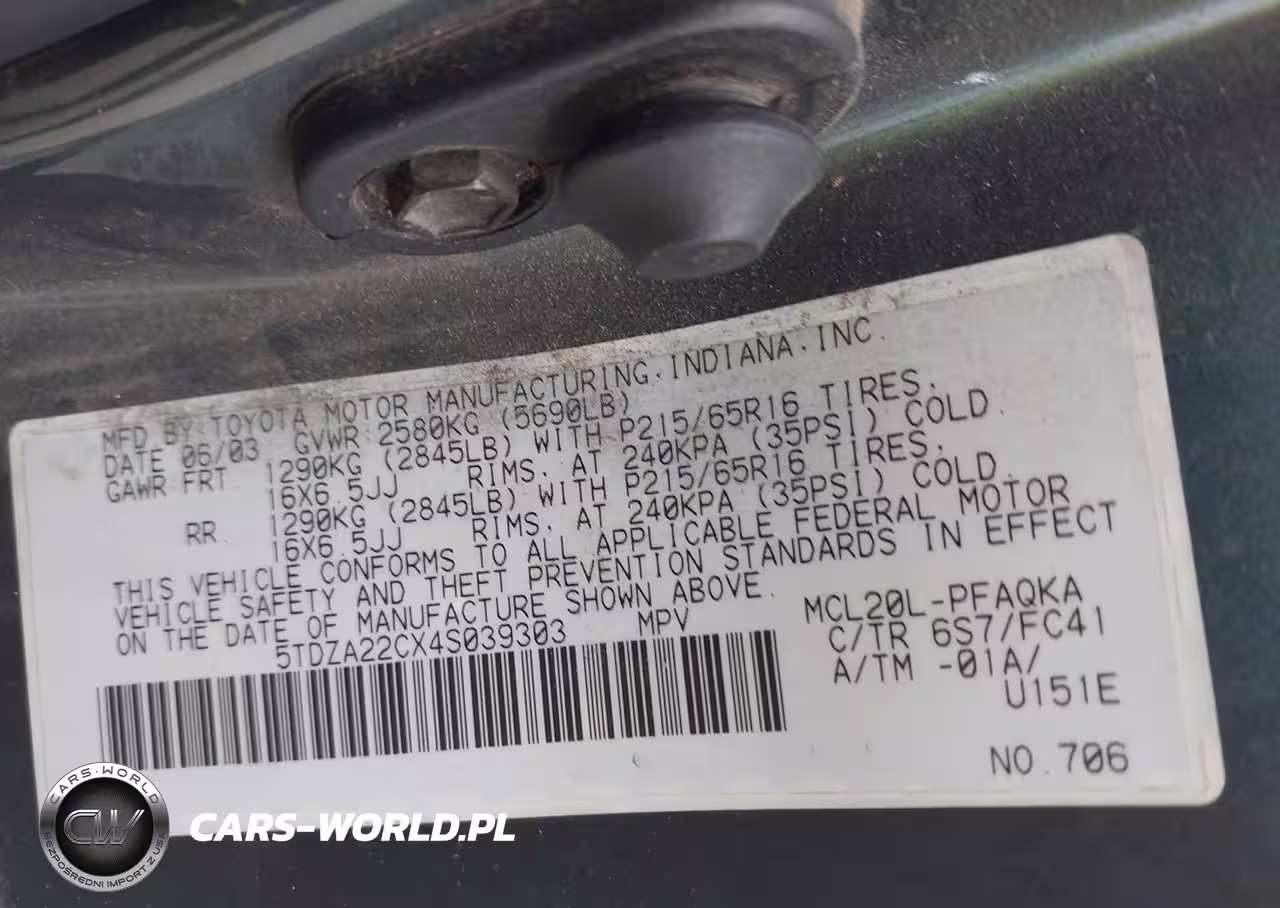 MFD BY TOYOTA MOTOR MANUFACTURING, INDIANA, INC.
DATE 06/03 GVWR 2580KG (5690LB)
GAWR FRT 1290KG (2845LB) WITH P215/65R16 TIRES.
16X6.5JJ RIMS. AT 240KPA (35PSI) COLD.
RR. 1290KG (2845LB) WITH P215/65R16 TIRES.
16X6.5JJ RIMS. AT 240KPA (35PSI) COLD.
THIS VEHICLE CONFORMS TO ALL APPLICABLE FEDERAL MOTOR
VEHICLE SAFETY AND THEFT PREVENTION STANDARDS IN EFFECT
ON THE DATE OF MANUFACTURE SHOWN ABOVE.
5TDZA22CX4S039303 MPV
MCL20L-PFAQKA
C/TR 6S7/FC41
A/TM -01A/
U151E
NO. 706
CARS-WORLD
CW
BEZPOŚREDNI IMPORT Z USA
CARS-WORLD.PL